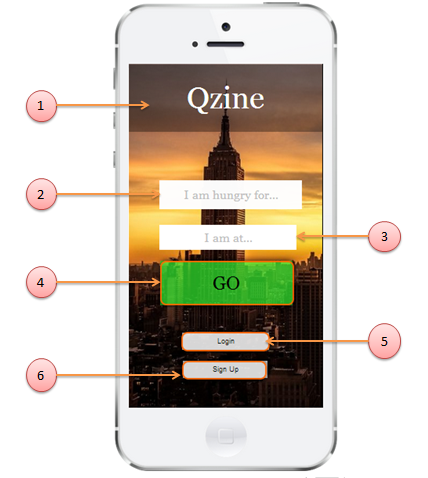 1
Qzine
2
I am hungry for...
3
I am at...
4
GO
5
Login
6
Sign Up